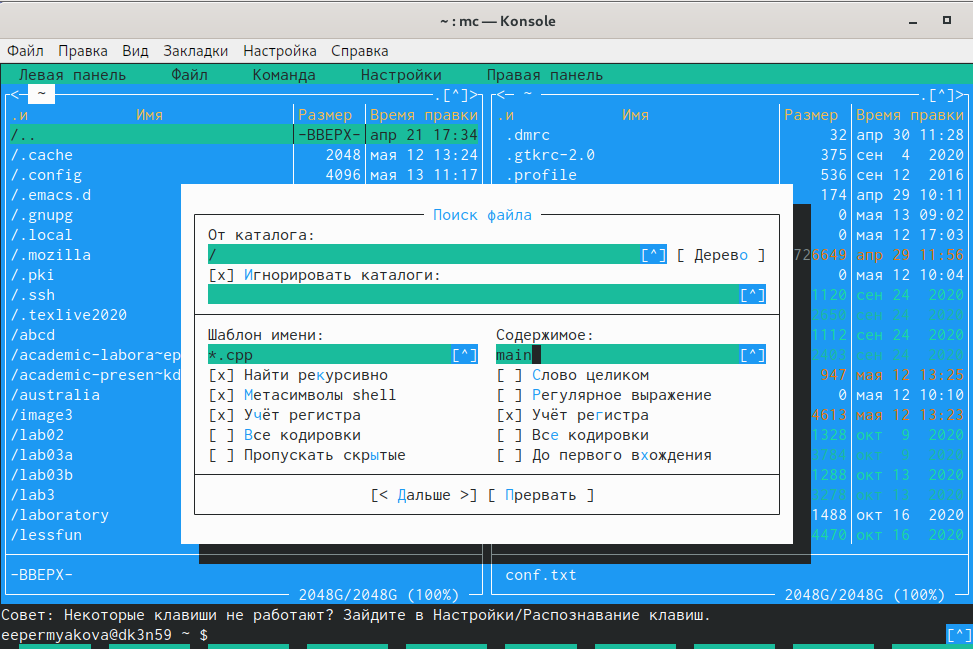 ~ : mc — Konsole
Файл Правка Вид Закладки Настройка Справка
Левая панель Файл Команда Настройки Правая панель
<— ~ .[^]> <— ~ .[^]>
.и Имя Размер Время правки .и Имя Размер Время правки
/.. -ВВЕРХ- апр 21 17:34 .dmrc 32 апр 30 11:28
/.cache 2048 мая 12 13:24 .gtkrc-2.0 375 сен 4 2020
/.config 4096 мая 13 11:17 .profile 536 сен 12 2016
/.emacs.d 174 апр 29 10:11
/.gnupg Поиск файла 0 мая 13 09:02
/.local От каталога: 0 мая 12 17:03
/.mozilla / [^] [ Дерево ] 726649 апр 29 11:56
/.pki [x] Игнорировать каталоги: 0 мая 12 10:04
/.ssh [^] 1120 сен 24 2020
/.texlive2020 2650 сен 24 2020
/abcd Шаблон имени: Содержимое: 1112 сен 24 2020
/academic-labora~ep *.cpp [^] main [^] 2403 сен 24 2020
/academic-presen~kd [x] Найти рекурсивно [ ] Слово целиком 947 мая 12 13:25
/australia [x] Метасимволы shell [ ] Регулярное выражение 0 мая 12 10:10
/image3 [x] Учёт регистра [x] Учёт регистра 4613 мая 12 13:23
/lab02 [ ] Все кодировки [ ] Все кодировки 1328 окт 9 2020
/lab03a [ ] Пропускать скрытые [ ] До первого вхождения 3784 окт 9 2020
/lab03b 1288 окт 13 2020
/lab3 [< Дальше >] [ Прервать ] 3278 окт 13 2020
/laboratory 1488 окт 16 2020
/lessfun 4470 окт 16 2020
-ВВЕРХ- conf.txt
2048G/2048G (100%) 2048G/2048G (100%)
Совет: Некоторые клавиши не работают? Зайдите в Настройки/Распознавание клавиш.
eepermyakova@dk3n59 ~ $ [^]